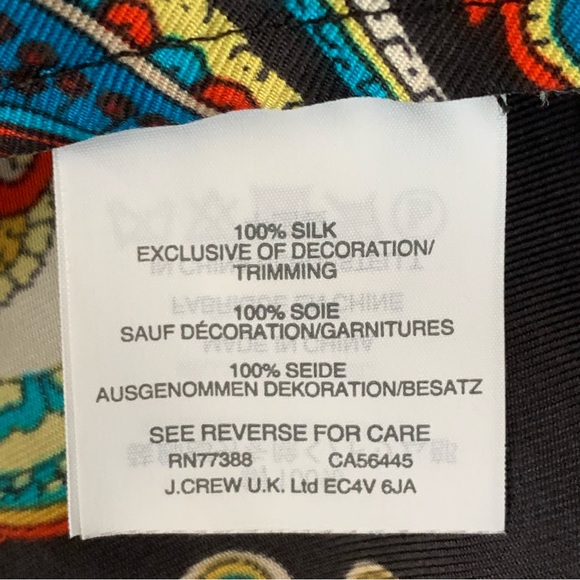 100% SILK
EXCLUSIVE OF DECORATION/
TRIMMING
100% SOIE
SAUF DÉCORATION/GARNITURES
100% SEIDE
AUSGENOMMEN DEKORATION/BESATZ
SEE REVERSE FOR CARE
RN77388 CA56445
J.CREW U.K. Ltd EC4V 6JA